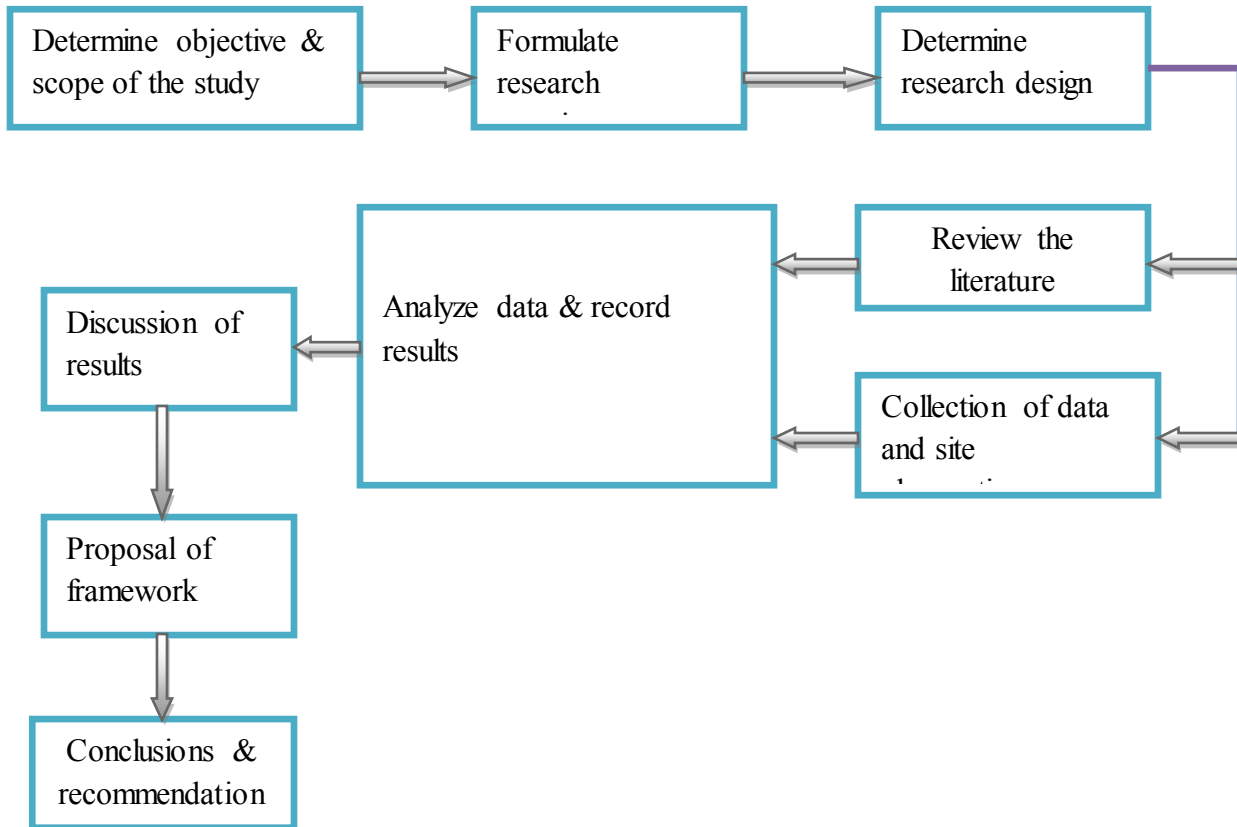 Determine objective &
scope of the study
Formulate
research
Determine
research design
Review the
literature
Analyze data & record
results
Discussion of
results
Collection of data
and site
Proposal of
framework
Conclusions &
recommendation